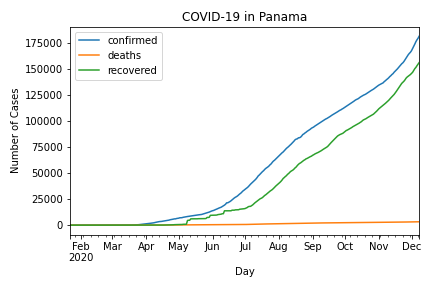 COVID-19 in Panama
confirmed
deaths
recovered
Number of Cases
175000
150000
125000
100000
75000
50000
25000
0
Feb Mar Apr May Jun Jul Aug Sep Oct Nov Dec
2020
Day